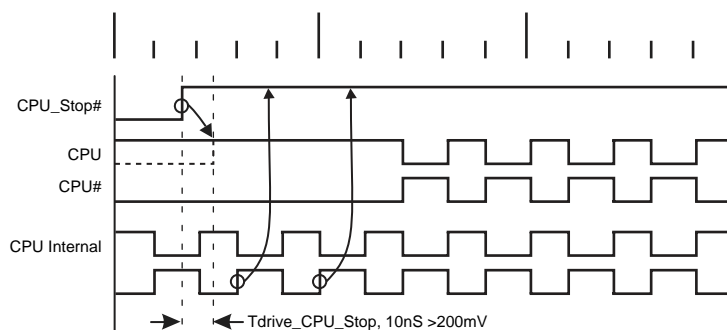 CPU_Stop#
CPU
CPU#
CPU Internal
Tdrive_CPU_Stop, 10nS >200mV